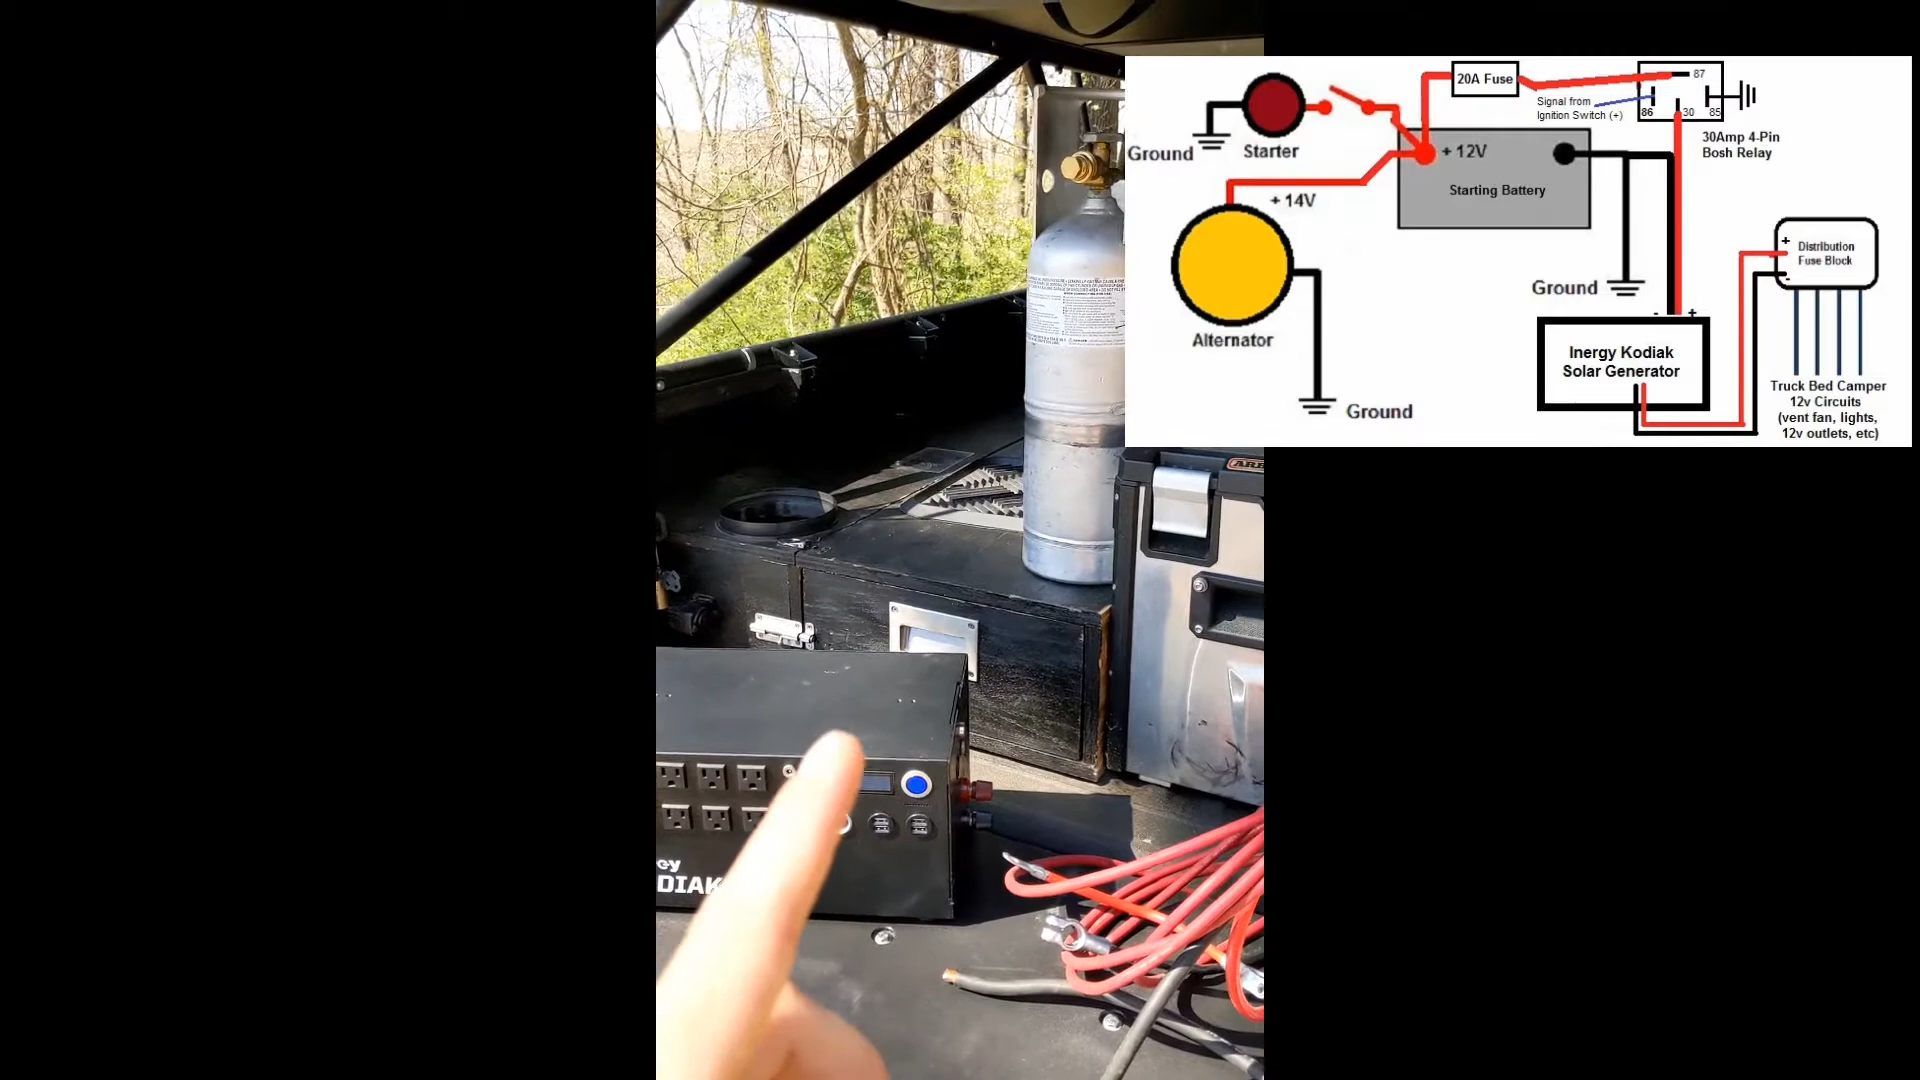 20A Fuse
87
Signal from
Ignition Switch (+)
86
30
85
30Amp 4-Pin
Bosh Relay
Ground
Starter
+ 12V
Starting Battery
+ 14V
Alternator
Ground
Ground
+
Distribution
Fuse Block
-
- +
Inergy Kodiak
Solar Generator
Truck Bed Camper
12v Circuits
(vent fan, lights,
12v outlets, etc)